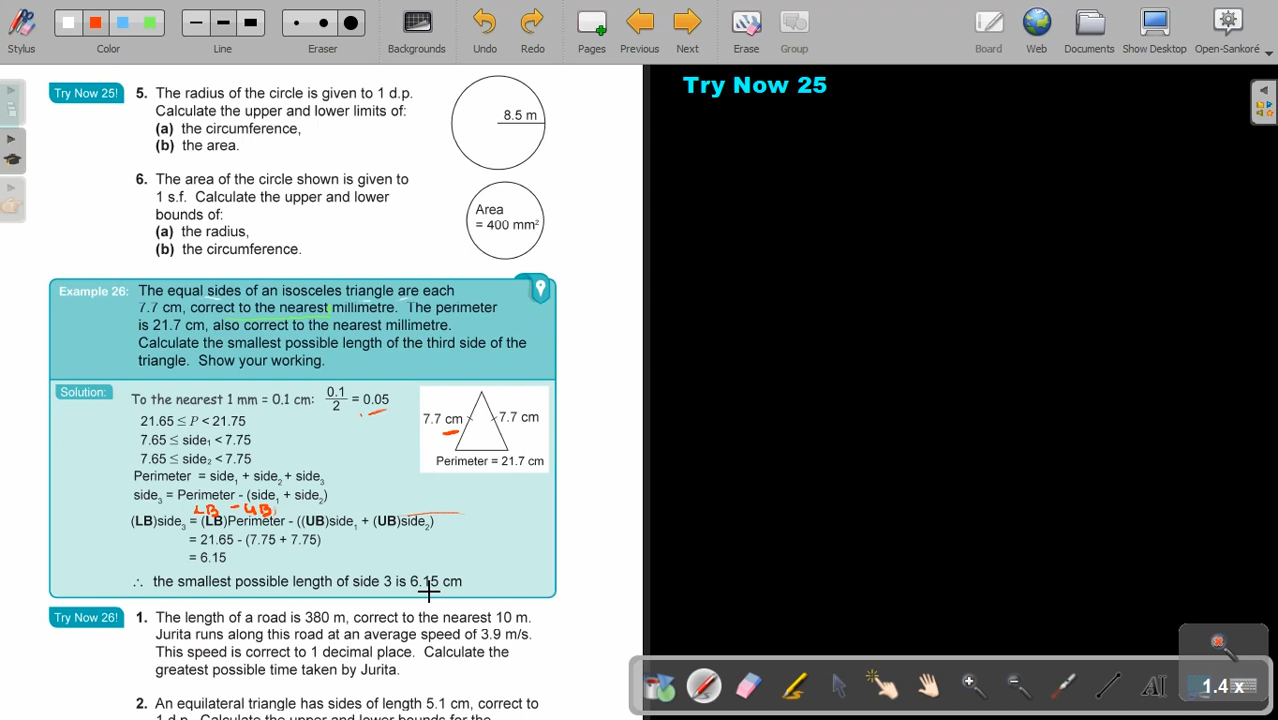 Stylus
Color
Line
Eraser
Backgrounds
Undo
Redo
Pages
Previous
Next
Erase
Group
Board
Web
Documents
Show Desktop
Open-Sankoré
Try Now 25
Try Now 25!
5. The radius of the circle is given to 1 d.p.
Calculate the upper and lower limits of:
(a) the circumference,
(b) the area.
8.5 m
6. The area of the circle shown is given to
1 s.f. Calculate the upper and lower
bounds of:
(a) the radius,
(b) the circumference.
Area
= 400 mm²
Example 26:
The equal sides of an isosceles triangle are each
7.7 cm, correct to the nearest millimetre. The perimeter
is 21.7 cm, also correct to the nearest millimetre.
Calculate the smallest possible length of the third side of the
triangle. Show your working.
Solution:
To the nearest 1 mm = 0.1 cm: 0.1/2 = 0.05
21.65 ≤ P < 21.75
7.65 ≤ side₁ < 7.75
7.65 ≤ side₂ < 7.75
Perimeter = side₁ + side₂ + side₃
side₃ = Perimeter - (side₁ + side₂)
LB - UB
(LB)side₃ = (LB)Perimeter - ((UB)side₁ + (UB)side₂)
= 21.65 - (7.75 + 7.75)
= 6.15
∴ the smallest possible length of side 3 is 6.15 cm
7.7 cm
7.7 cm
Perimeter = 21.7 cm
Try Now 26!
1. The length of a road is 380 m, correct to the nearest 10 m.
Jurita runs along this road at an average speed of 3.9 m/s.
This speed is correct to 1 decimal place. Calculate the
greatest possible time taken by Jurita.
2. An equilateral triangle has sides of length 5.1 cm, correct to
1 d.p. Calculate the upper and lower bounds for the
1.4 x